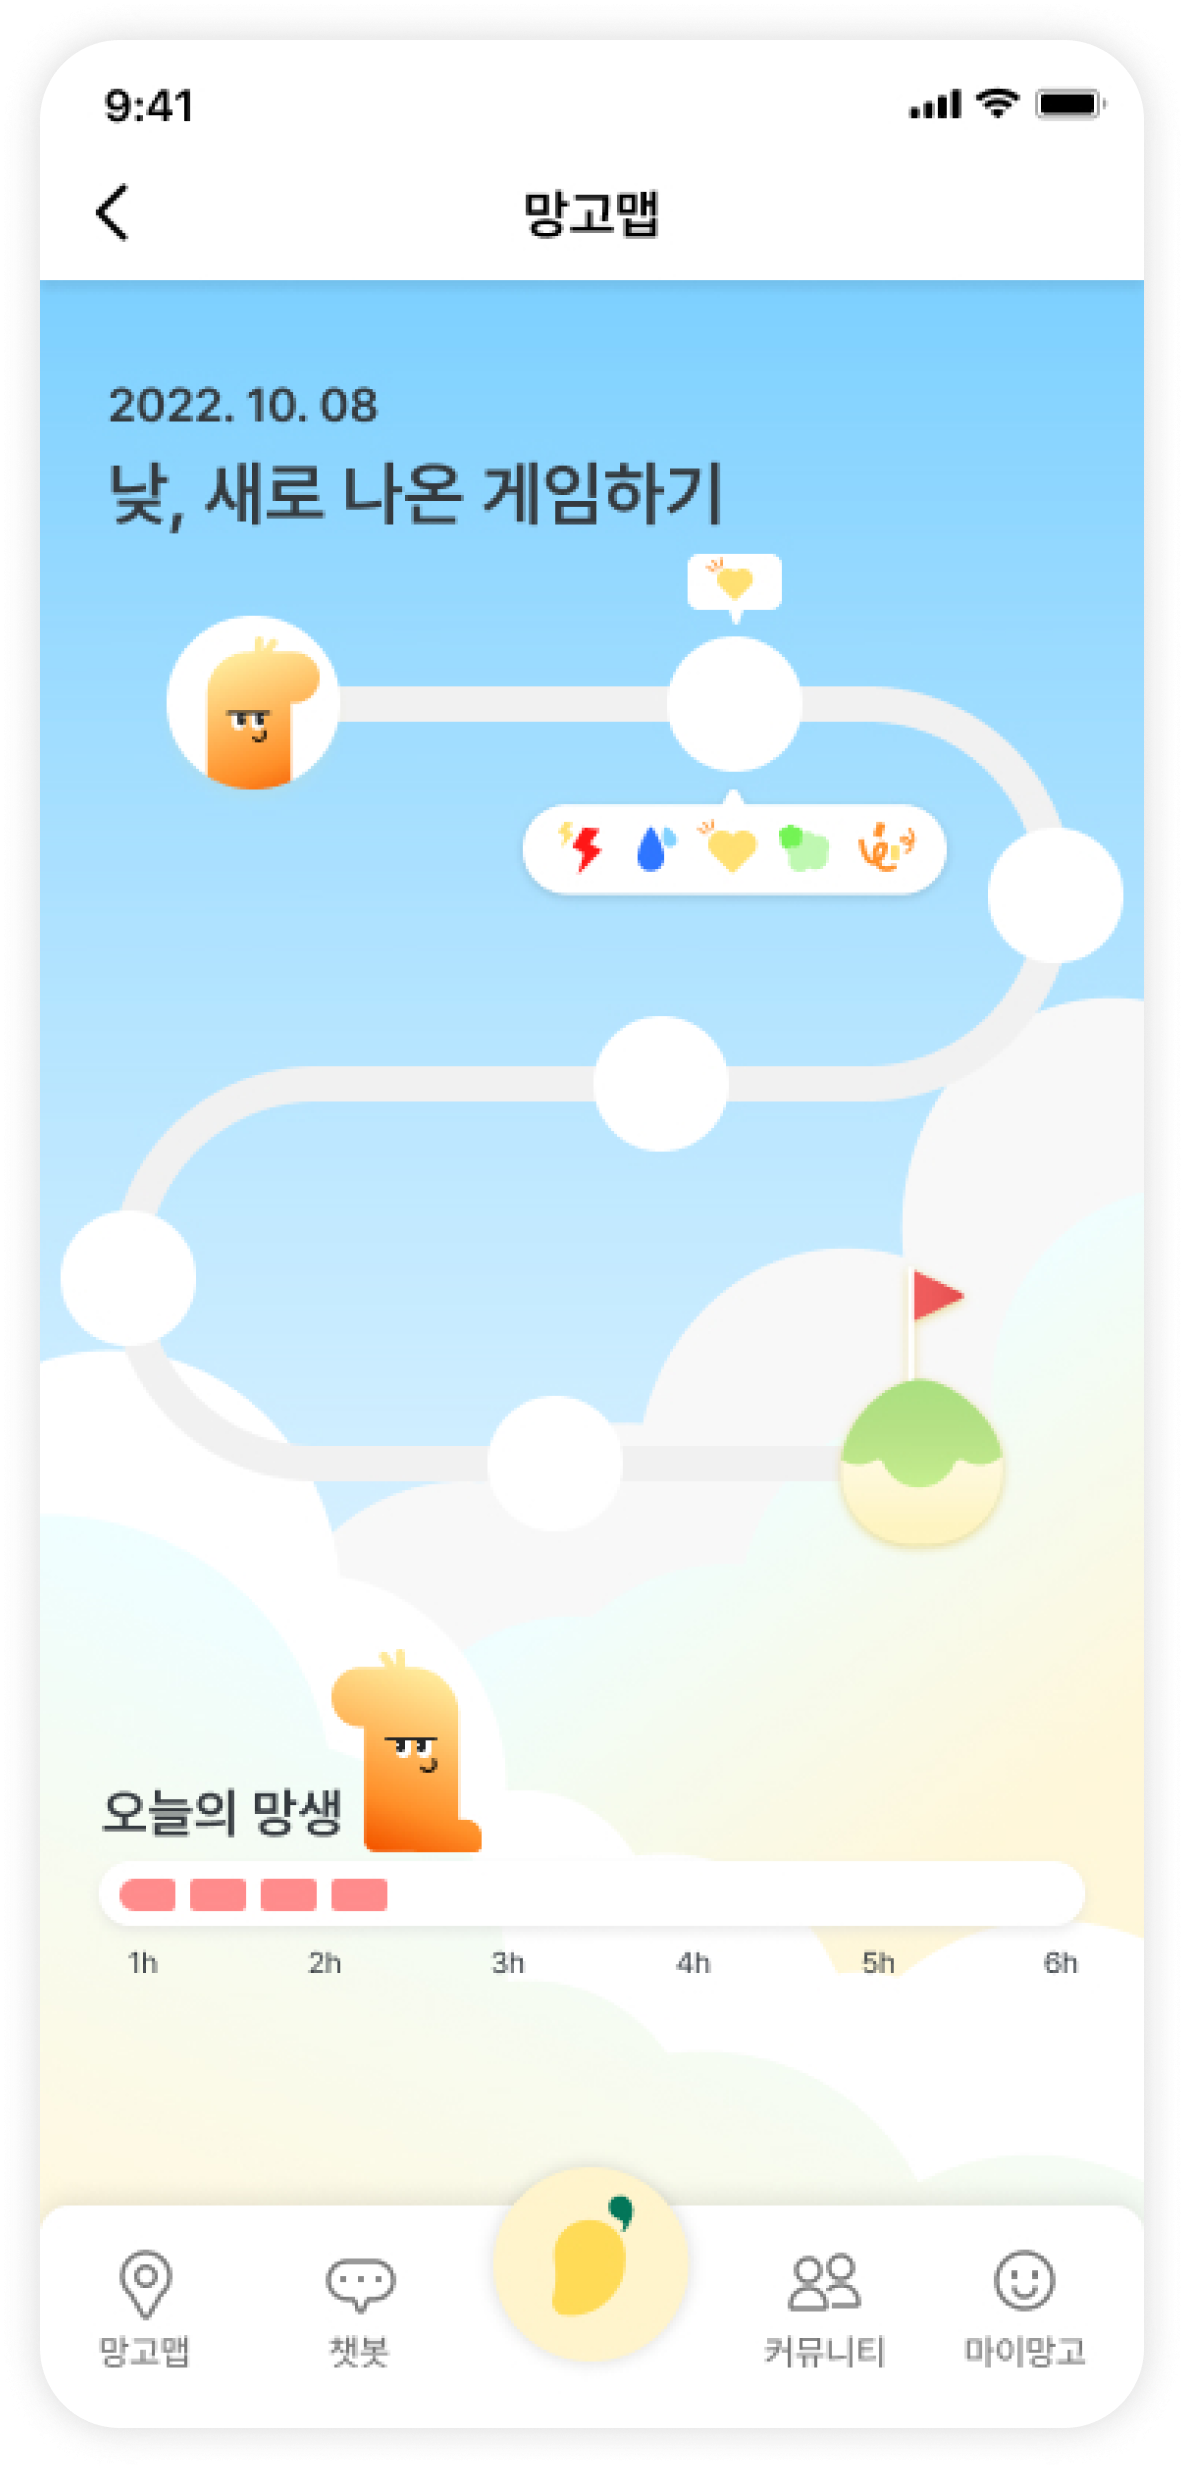 9:41
망고맵
2022. 10. 08
낮, 새로 나온 게임하기
오늘의 망생
1h 2h 3h 4h 5h 6h
망고맵 챗봇 커뮤니티 마이망고